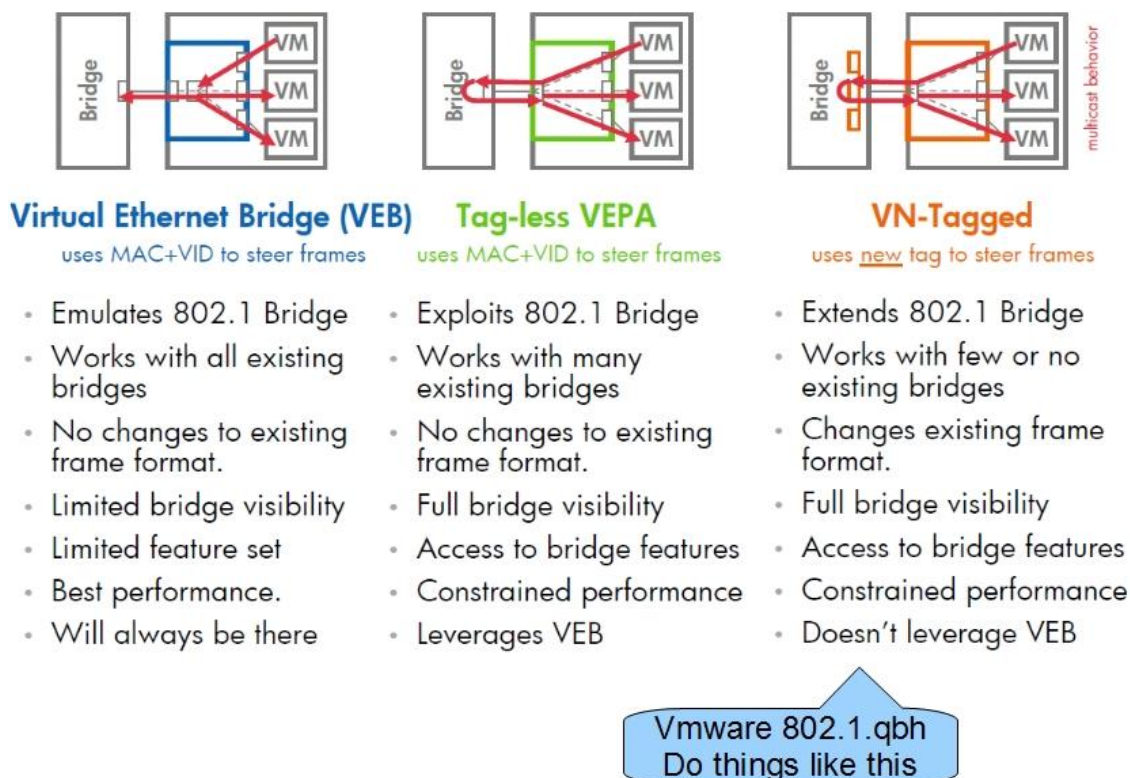 Bridge
VM
VM
VM
Bridge
VM
VM
VM
Bridge
VM
VM
VM
multicast behavior
Virtual Ethernet Bridge (VEB)
uses MAC+VID to steer frames
• Emulates 802.1 Bridge
• Works with all existing
bridges
• No changes to existing
frame format.
• Limited bridge visibility
• Limited feature set
• Best performance.
• Will always be there
Tag-less VEPA
uses MAC+VID to steer frames
• Exploits 802.1 Bridge
• Works with many
existing bridges
• No changes to existing
frame format.
• Full bridge visibility
• Access to bridge features
• Constrained performance
• Leverages VEB
VN-Tagged
uses new tag to steer frames
• Extends 802.1 Bridge
• Works with few or no
existing bridges
• Changes existing frame
format.
• Full bridge visibility
• Access to bridge features
• Constrained performance
• Doesn't leverage VEB
Vmware 802.1.qbh
Do things like this